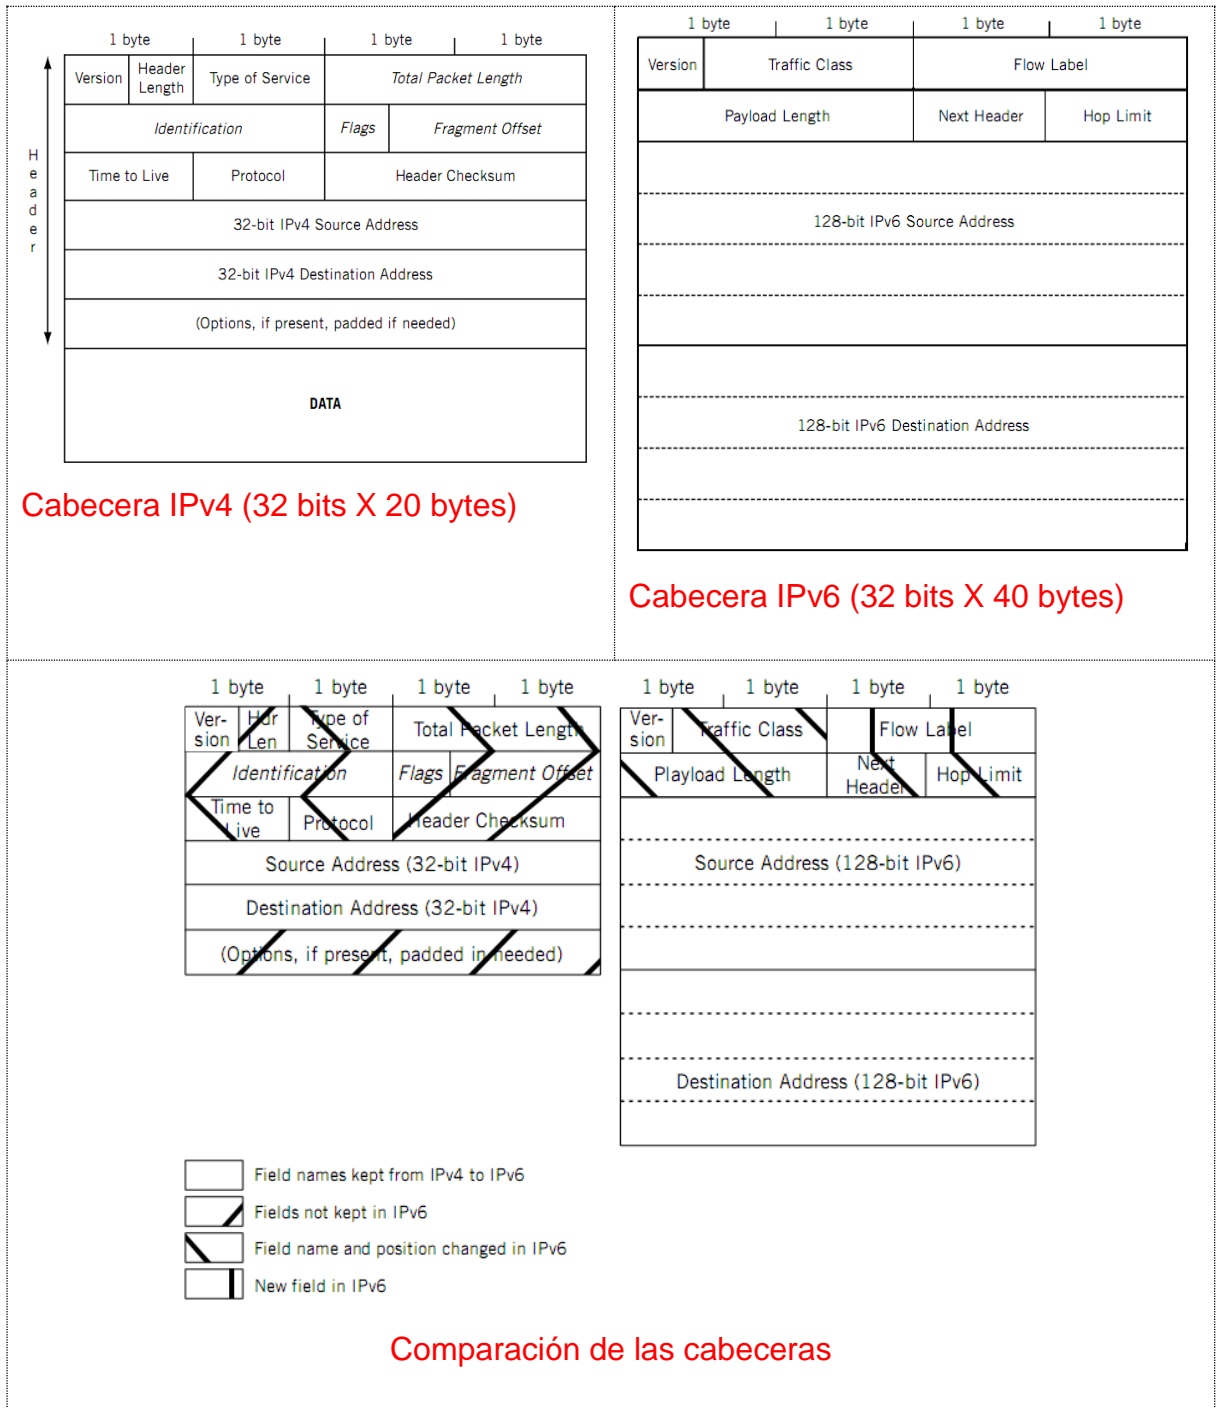 1 byte 1 byte 1 byte 1 byte
Version Header Length Type of Service Total Packet Length
Identification Flags Fragment Offset
Header
Time to Live Protocol Header Checksum
32-bit IPv4 Source Address
32-bit IPv4 Destination Address
(Options, if present, padded if needed)
DATA
Cabecera IPv4 (32 bits X 20 bytes)
1 byte 1 byte 1 byte 1 byte
Version Traffic Class Flow Label
Payload Length Next Header Hop Limit
128-bit IPv6 Source Address
128-bit IPv6 Destination Address
Cabecera IPv6 (32 bits X 40 bytes)
1 byte 1 byte 1 byte 1 byte
Ver-
sion Hdr
Len Type of
Service Total Packet Length
Identification Flags Fragment Offset
Time to
Live Protocol Header Checksum
Source Address (32-bit IPv4)
Destination Address (32-bit IPv4)
(Options, if present, padded in needed)
1 byte 1 byte 1 byte 1 byte
Ver-
sion Traffic Class Flow Label
Playload Length Next
Header Hop Limit
Source Address (128-bit IPv6)
Destination Address (128-bit IPv6)
Field names kept from IPv4 to IPv6
Fields not kept in IPv6
Field name and position changed in IPv6
New field in IPv6
Comparación de las cabeceras